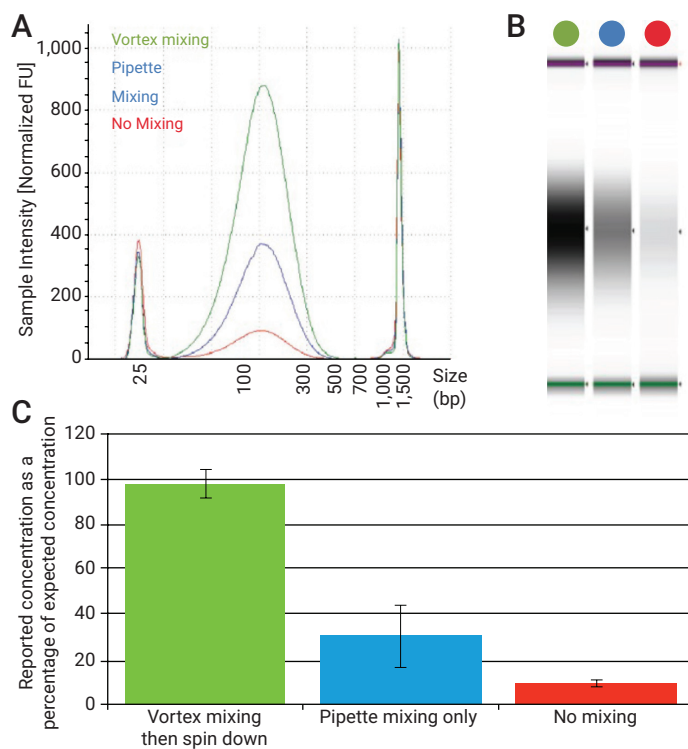 A
B
Vortex mixing
Pipette
Mixing
No Mixing
Sample Intensity [Normalized FU]
1,000
800
600
400
200
0
25
100
300
500
700
1,000
1,500
Size
(bp)
C
Reported concentration as a
percentage of expected concentration
120
100
80
60
40
20
0
Vortex mixing
then spin down
Pipette mixing only
No mixing